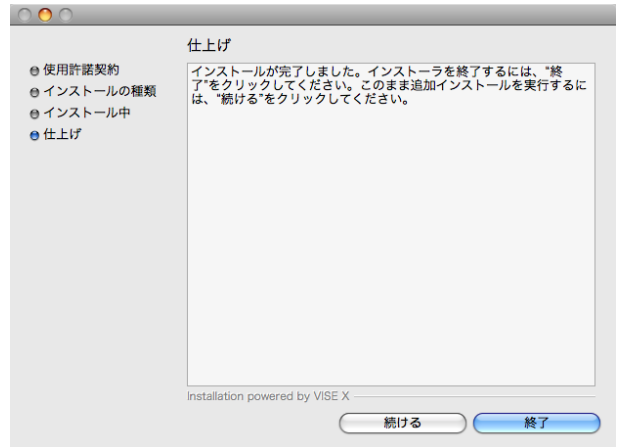 仕上げ
使用許諾契約
インストールの種類
インストール中
仕上げ
インストールが完了しました。インストーラを終了するには、“終
了”をクリックしてください。このまま追加インストールを実行するに
は、“続ける”をクリックしてください。
Installation powered by VISE X
続ける
終了